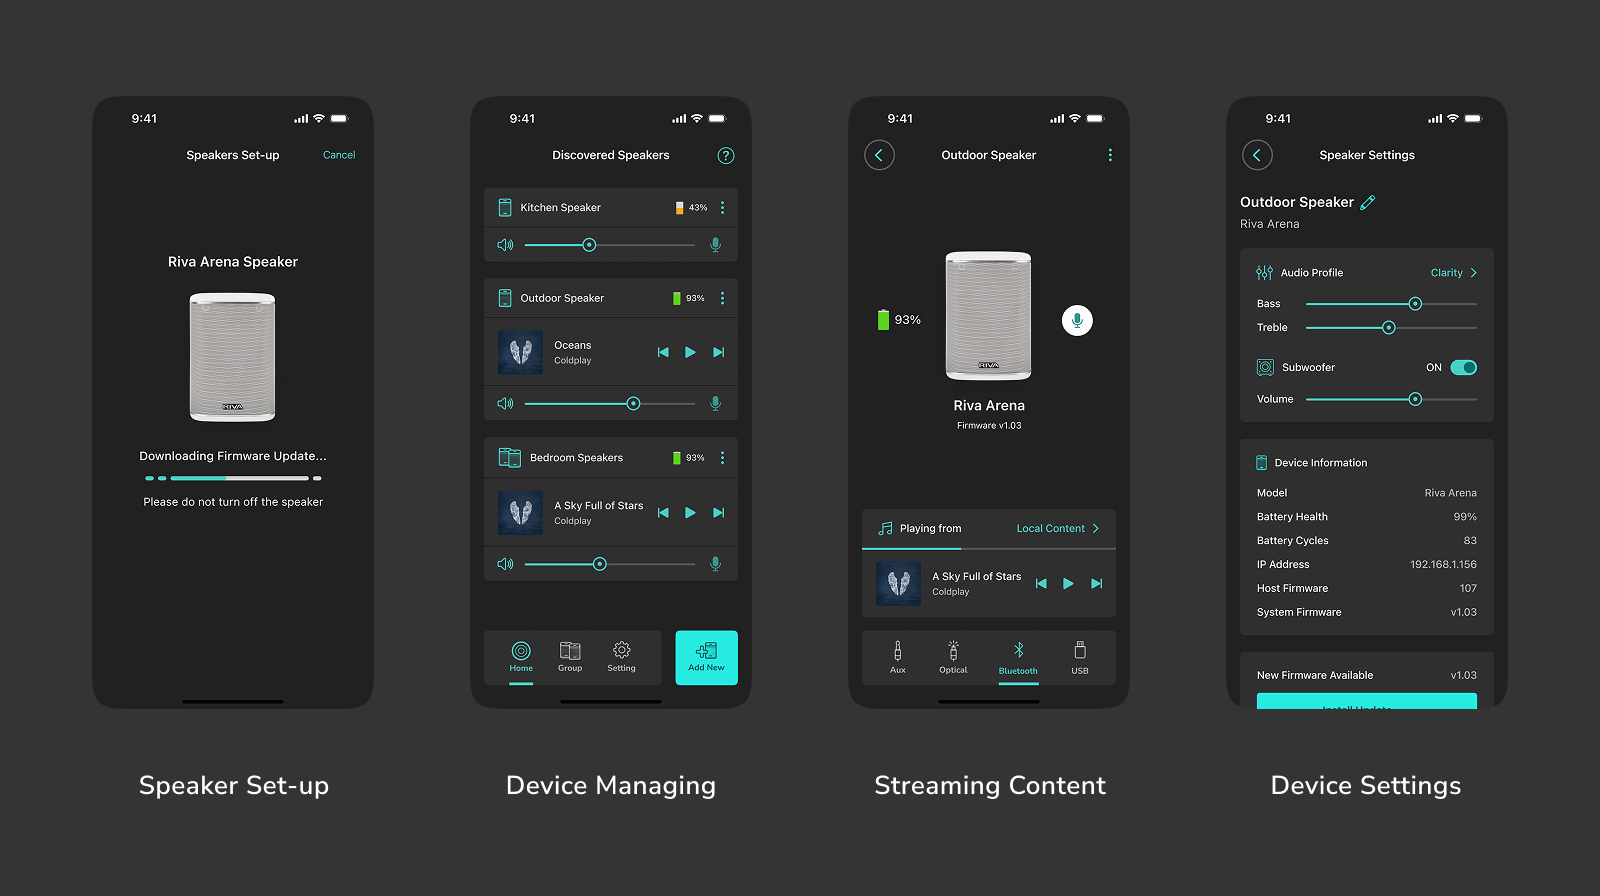 9:41
Speakers Set-up
Cancel
Riva Arena Speaker
RIVA
Downloading Firmware Update...
Please do not turn off the speaker
Speaker Set-up
9:41
Discovered Speakers
?
Kitchen Speaker
43%
Outdoor Speaker
93%
Oceans
Coldplay
Bedroom Speakers
93%
A Sky Full of Stars
Coldplay
Home
Group
Setting
Add New
Device Managing
9:41
Outdoor Speaker
93%
RIVA
Riva Arena
Firmware v1.03
Playing from
Local Content
A Sky Full of Stars
Coldplay
Aux
Optical
Bluetooth
USB
Streaming Content
9:41
Speaker Settings
Outdoor Speaker
Riva Arena
Audio Profile
Clarity
Bass
Treble
Subwoofer
ON
Volume
Device Information
Model
Riva Arena
Battery Health
99%
Battery Cycles
83
IP Address
192.168.1.156
Host Firmware
107
System Firmware
v1.03
New Firmware Available
v1.03
Install Update
Device Settings